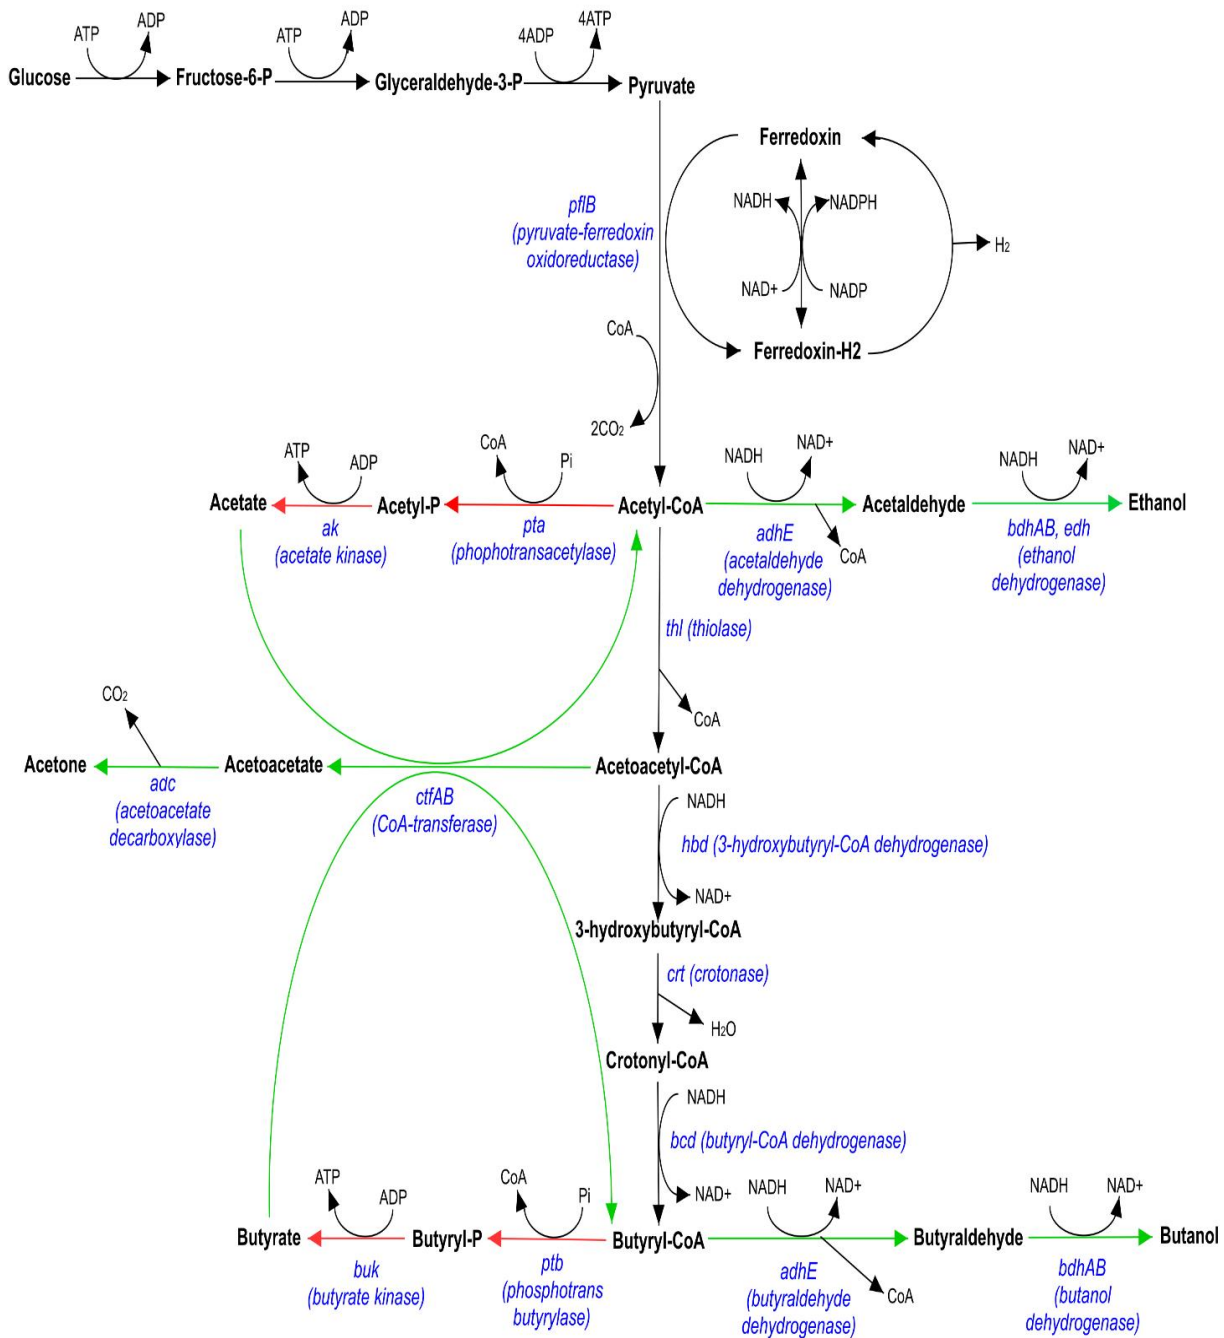 ATP
ADP
ATP
ADP
4ADP
4ATP
Glucose
Fructose-6-P
Glyceraldehyde-3-P
Pyruvate
Ferredoxin
NADH
NADPH
pflB
(pyruvate-ferredoxin
oxidoreductase)
H2
NAD+
NADP
CoA
Ferredoxin-H2
2CO2
ATP
ADP
CoA
Pi
NADH
NAD+
NADH
NAD+
Acetate
Acetyl-P
Acetyl-CoA
Acetaldehyde
Ethanol
ak
(acetate kinase)
pta
(phophotransacetylase)
adhE
(acetaldehyde
dehydrogenase)
CoA
bdhAB, edh
(ethanol
dehydrogenase)
thl (thiolase)
CO2
CoA
Acetone
Acetoacetate
Acetoacetyl-CoA
adc
(acetoacetate
decarboxylase)
ctfAB
(CoA-transferase)
NADH
hbd (3-hydroxybutyryl-CoA dehydrogenase)
NAD+
3-hydroxybutyryl-CoA
crt (crotonase)
H2O
Crotonyl-CoA
NADH
bcd (butyryl-CoA dehydrogenase)
NAD+
ATP
ADP
CoA
Pi
NADH
NAD+
NADH
NAD+
Butyrate
Butyryl-P
Butyryl-CoA
Butyraldehyde
Butanol
buk
(butyrate kinase)
ptb
(phosphotrans
butyrylase)
adhE
(butyraldehyde
dehydrogenase)
CoA
bdhAB
(butanol
dehydrogenase)